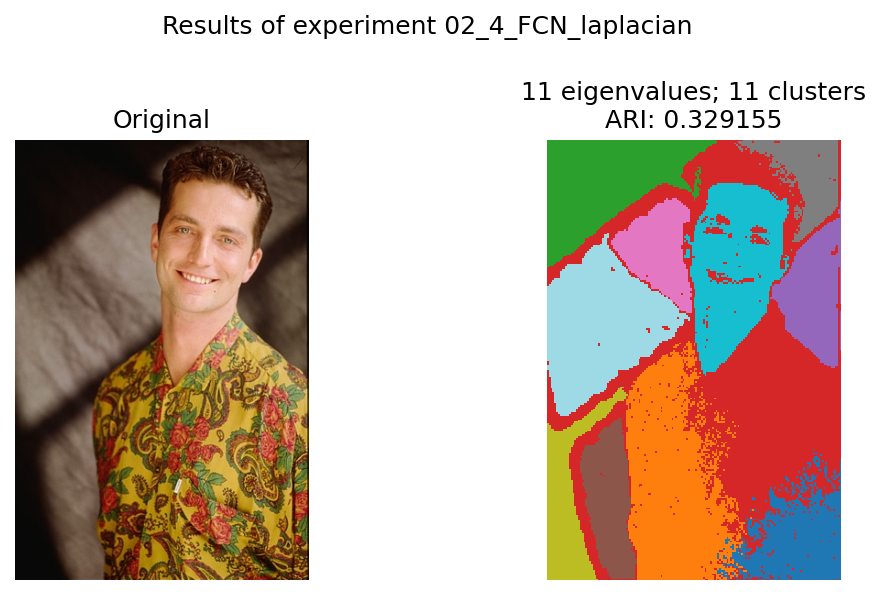 Results of experiment 02_4_FCN_laplacian
Original
11 eigenvalues; 11 clusters
ARI: 0.329155